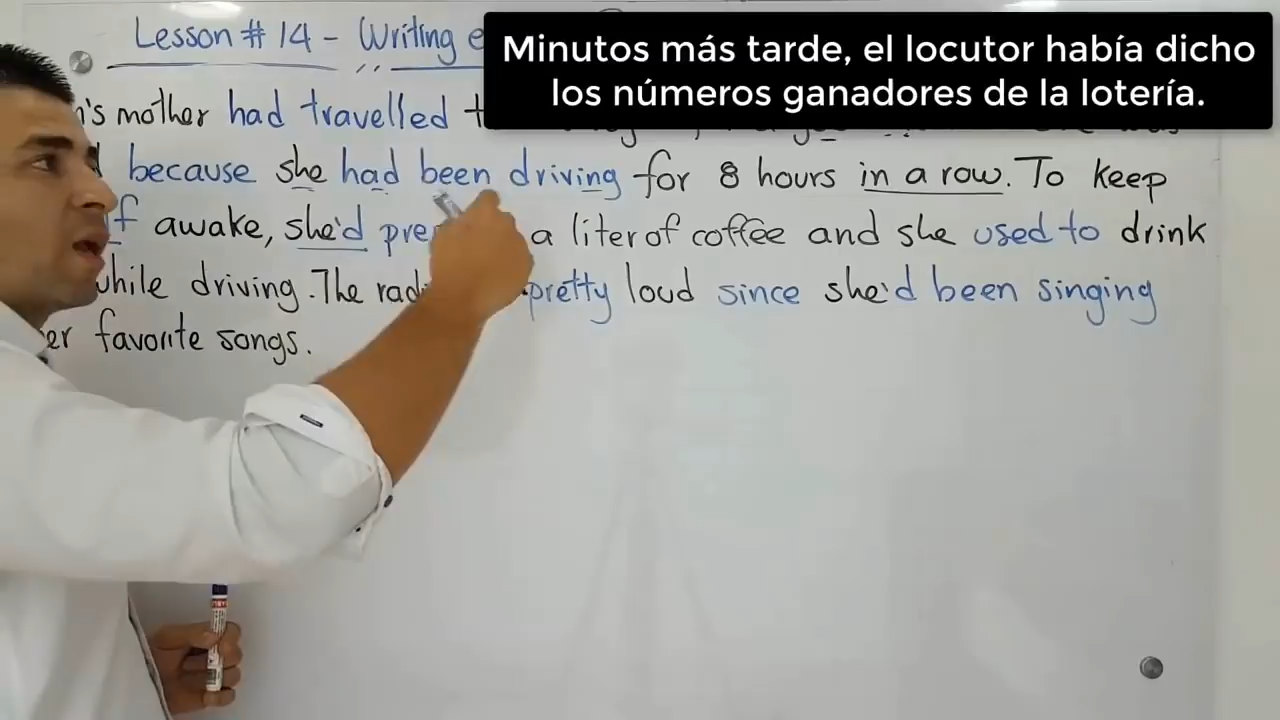 Lesson # 14 - Writing
Minutos más tarde, el locutor había dicho
los números ganadores de la lotería.
's mother had travelled
because she had been driving for 8 hours in a row. To keep
awake, she'd a liter of coffee and she used to drink
while driving. The pretty loud since she'd been singing
favorite songs.